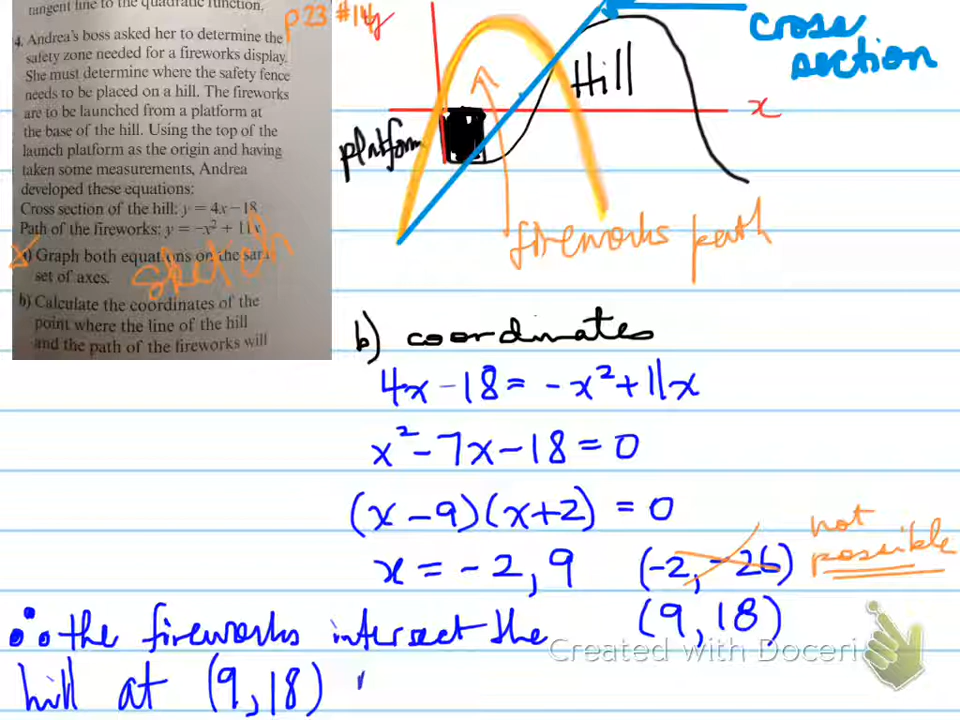 tangent line to the quadratic function.
p 23 #14
4. Andrea's boss asked her to determine the
safety zone needed for a fireworks display.
She must determine where the safety fence
needs to be placed on a hill. The fireworks
are to be launched from a platform at
the base of the hill. Using the top of the
launch platform as the origin and having
taken some measurements, Andrea
developed these equations:
Cross section of the hill: y = 4x − 18
Path of the fireworks: y = −x² + 11x
a) Graph both equations on the sam
set of axes.
sketch
b) Calculate the coordinates of the
point where the line of the hill
and the path of the fireworks will
y
cross
section
Hill
x
platform
fireworks path
b) coordinates
4x - 18 = - x² + 11x
x² - 7x - 18 = 0
(x - 9)(x + 2) = 0
x = - 2, 9 (-2, -26) not
possible
(9, 18)
∴ the fireworks intersect the
hill at (9, 18)
Created with Doceri